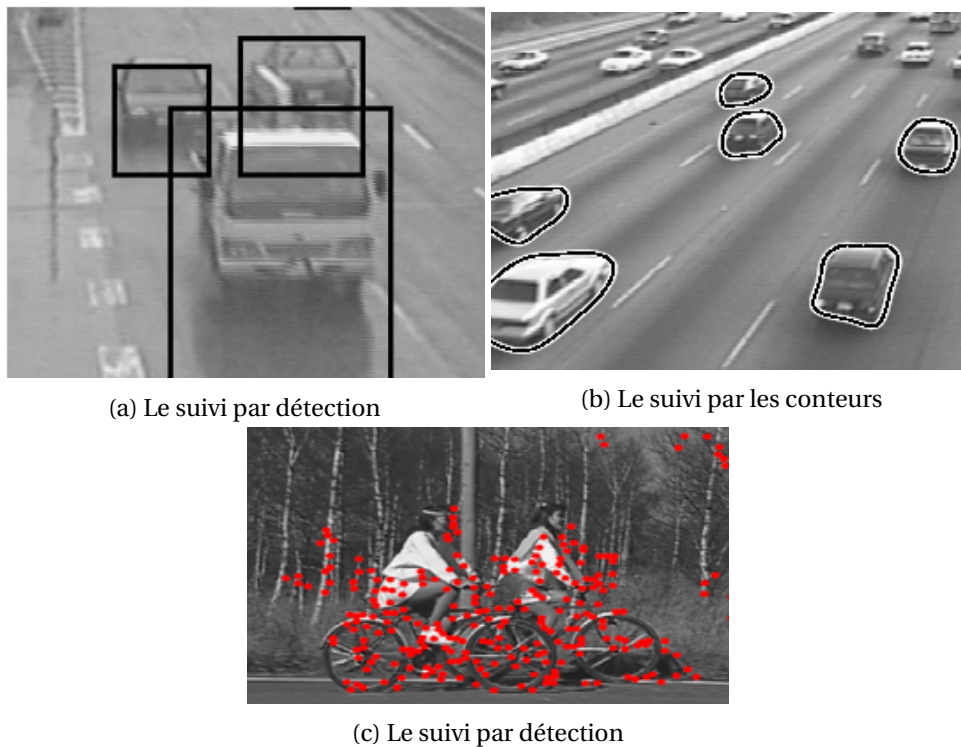 (a) Le suivi par détection
(b) Le suivi par les conteurs
(c) Le suivi par détection